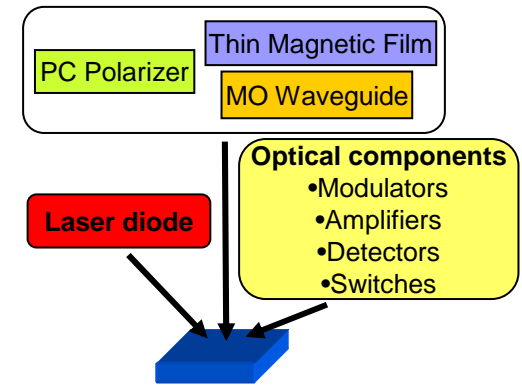 Thin Magnetic Film
PC Polarizer
MO Waveguide
Optical components
•Modulators
•Amplifiers
•Detectors
•Switches
Laser diode